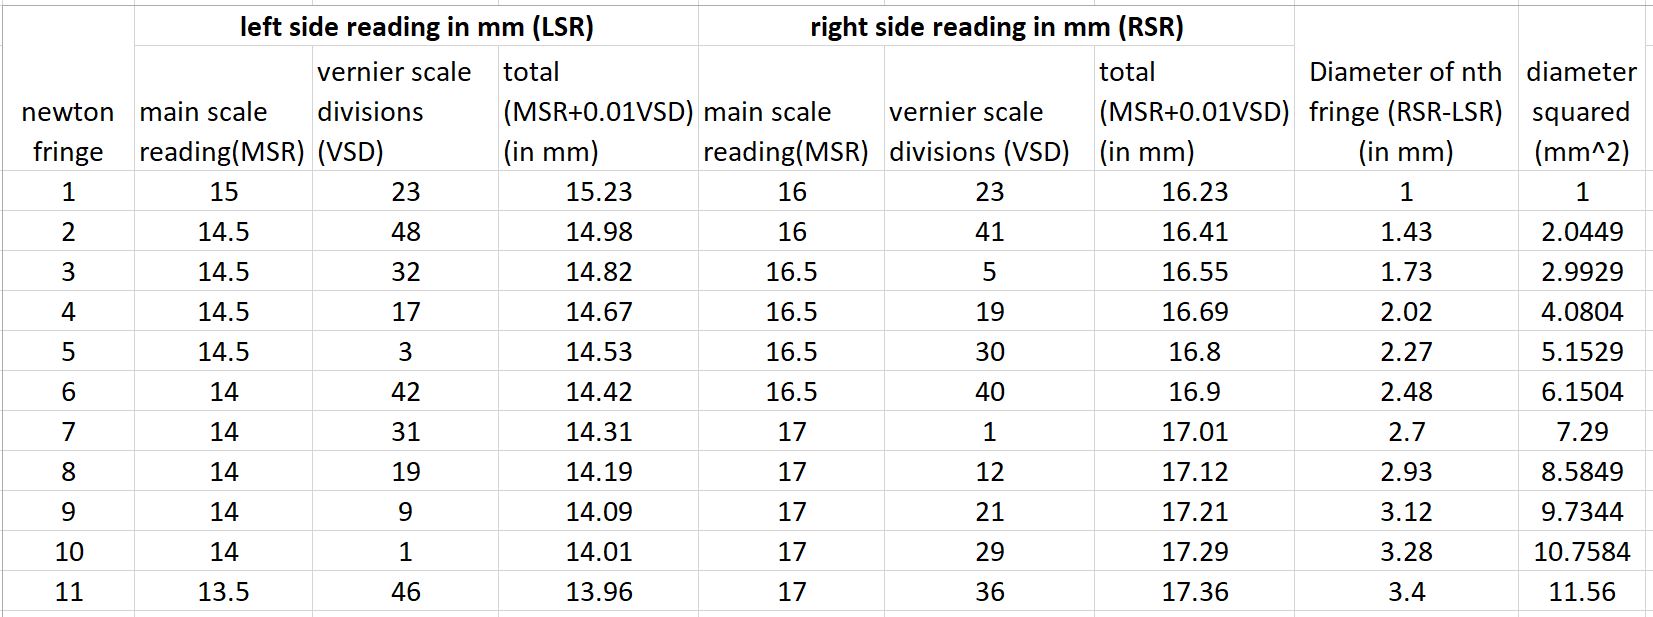 left side reading in mm (LSR) right side reading in mm (RSR)
newton fringe main scale reading(MSR) vernier scale divisions (VSD) total (MSR+0.01VSD) (in mm) main scale reading(MSR) vernier scale divisions (VSD) total (MSR+0.01VSD) (in mm) Diameter of nth fringe (RSR-LSR) (in mm) diameter squared (mm^2)
1 15 23 15.23 16 23 16.23 1 1
2 14.5 48 14.98 16 41 16.41 1.43 2.0449
3 14.5 32 14.82 16.5 5 16.55 1.73 2.9929
4 14.5 17 14.67 16.5 19 16.69 2.02 4.0804
5 14.5 3 14.53 16.5 30 16.8 2.27 5.1529
6 14 42 14.42 16.5 40 16.9 2.48 6.1504
7 14 31 14.31 17 1 17.01 2.7 7.29
8 14 19 14.19 17 12 17.12 2.93 8.5849
9 14 9 14.09 17 21 17.21 3.12 9.7344
10 14 1 14.01 17 29 17.29 3.28 10.7584
11 13.5 46 13.96 17 36 17.36 3.4 11.56